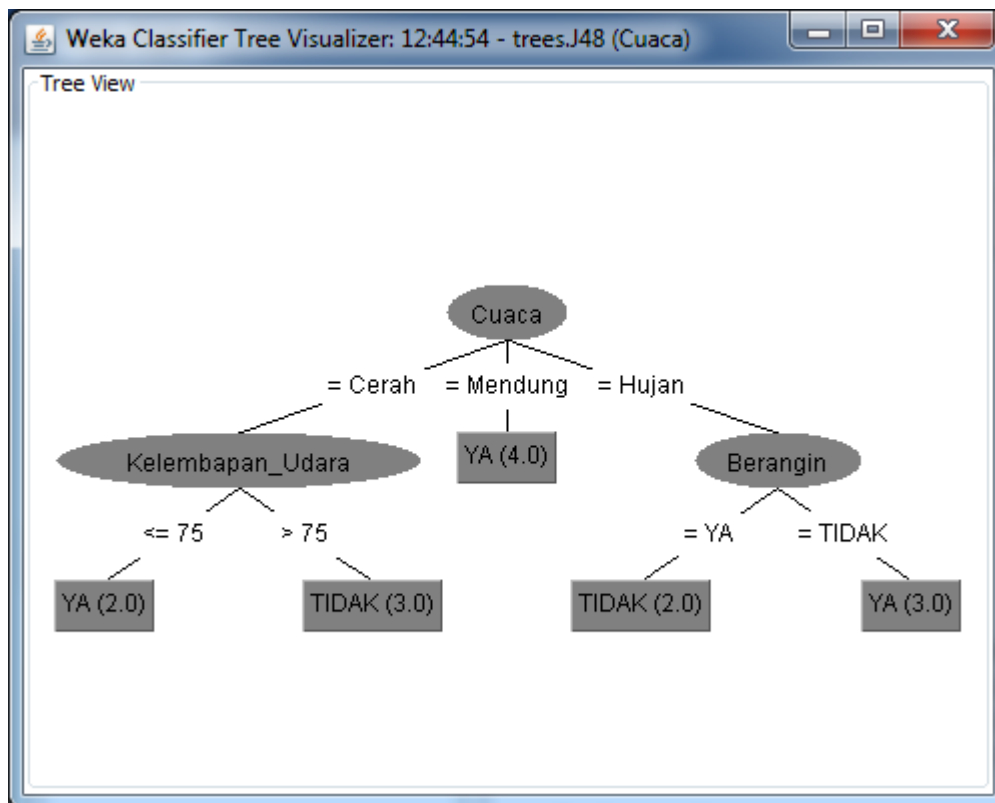 Weka Classifier Tree Visualizer: 12:44:54 - trees.J48 (Cuaca)
Tree View
Cuaca
= Cerah
= Mendung
= Hujan
Kelembapan_Udara
YA (4.0)
Berangin
<= 75
> 75
= YA
= TIDAK
YA (2.0)
TIDAK (3.0)
TIDAK (2.0)
YA (3.0)